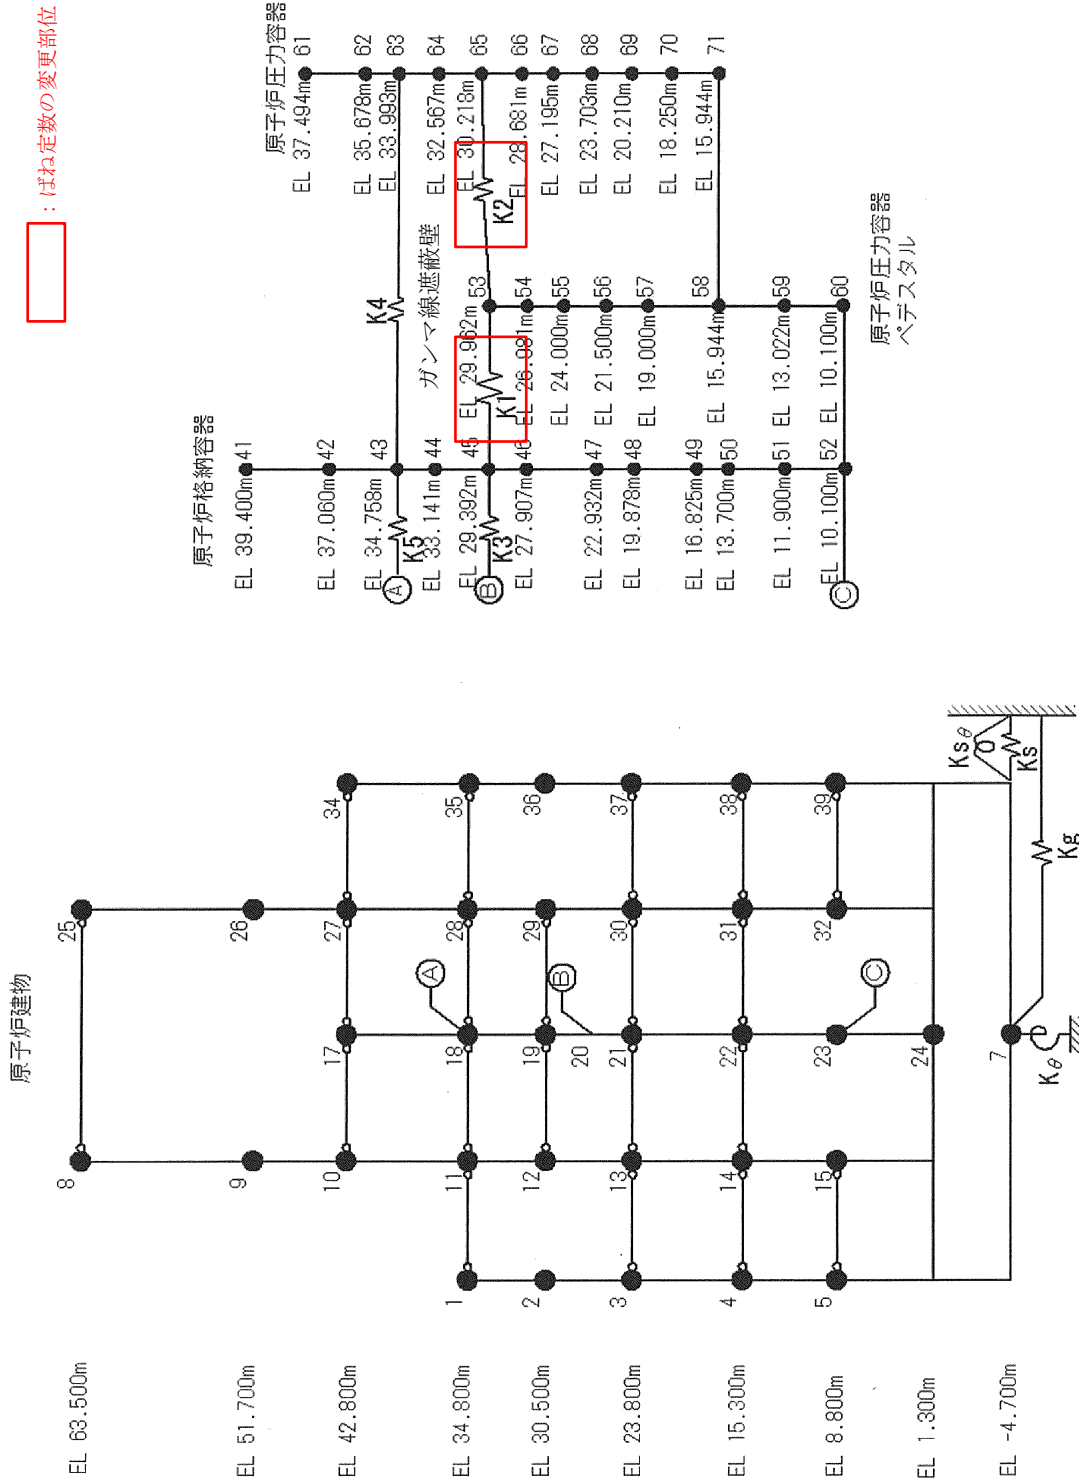 ：ばね定数の変更部位
原子炉建物
EL 63.500m
EL 51.700m
EL 42.800m
EL 34.800m
EL 30.500m
EL 23.800m
EL 15.300m
EL 8.800m
EL 1.300m
EL -4.700m
8
25
9
26
10
17
27
34
1
11
18
28
35
A
2
12
19
29
36
B
20
3
13
21
30
37
4
14
22
31
38
5
15
23
32
39
C
24
7
Kθ
Kg
Ks
Ksθ
原子炉格納容器
EL 39.400m 41
EL 37.060m 42
EL 34.758m 43
EL 33.141m 44
EL 29.392m 45
EL 27.907m 46
EL 22.932m 47
EL 19.878m 48
EL 16.825m 49
EL 13.700m 50
EL 11.900m 51
EL 10.100m 52
A
K5
B
K3
C
K4
K1
K2
ガンマ線遮蔽壁
EL 29.962m 53
EL 26.981m 54
EL 24.000m 55
EL 21.500m 56
EL 19.000m 57
EL 15.944m 58
EL 13.022m 59
EL 10.100m 60
原子炉圧力容器
ペデスタル
原子炉圧力容器
EL 37.494m 61
EL 35.678m 62
EL 33.993m 63
EL 32.567m 64
EL 30.218m 65
EL 28.681m 66
EL 27.195m 67
EL 23.703m 68
EL 20.210m 69
EL 18.250m 70
EL 15.944m 71